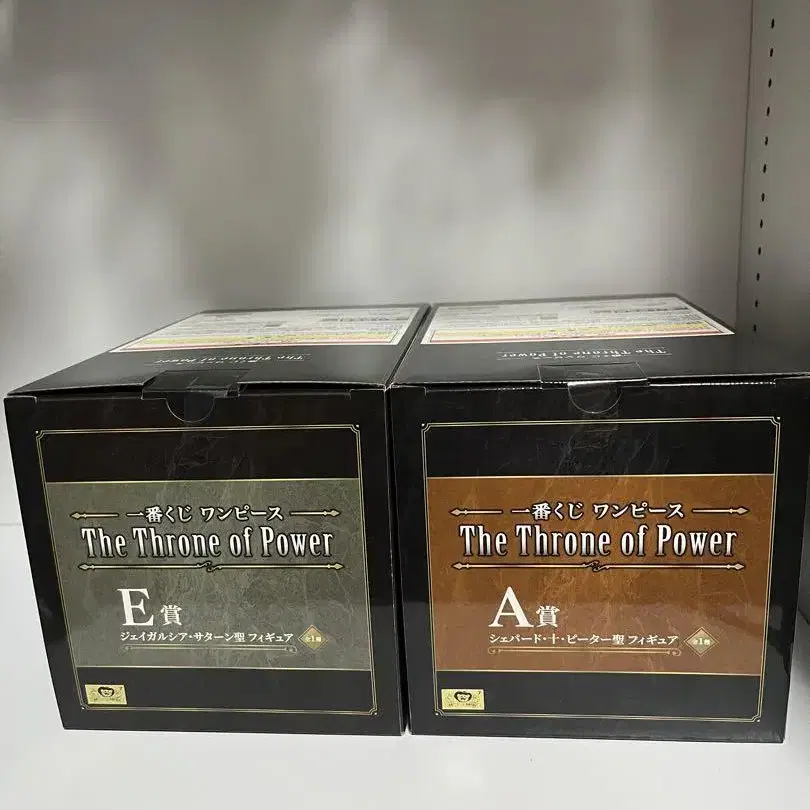 The Throne of Power
一番くじ ワンピース
The Throne of Power
E賞
ジェイガルシア・サターン聖 フィギュア 全1種
The Throne of Power
一番くじ ワンピース
The Throne of Power
A賞
シェパード・十・ピーター聖 フィギュア 全1種